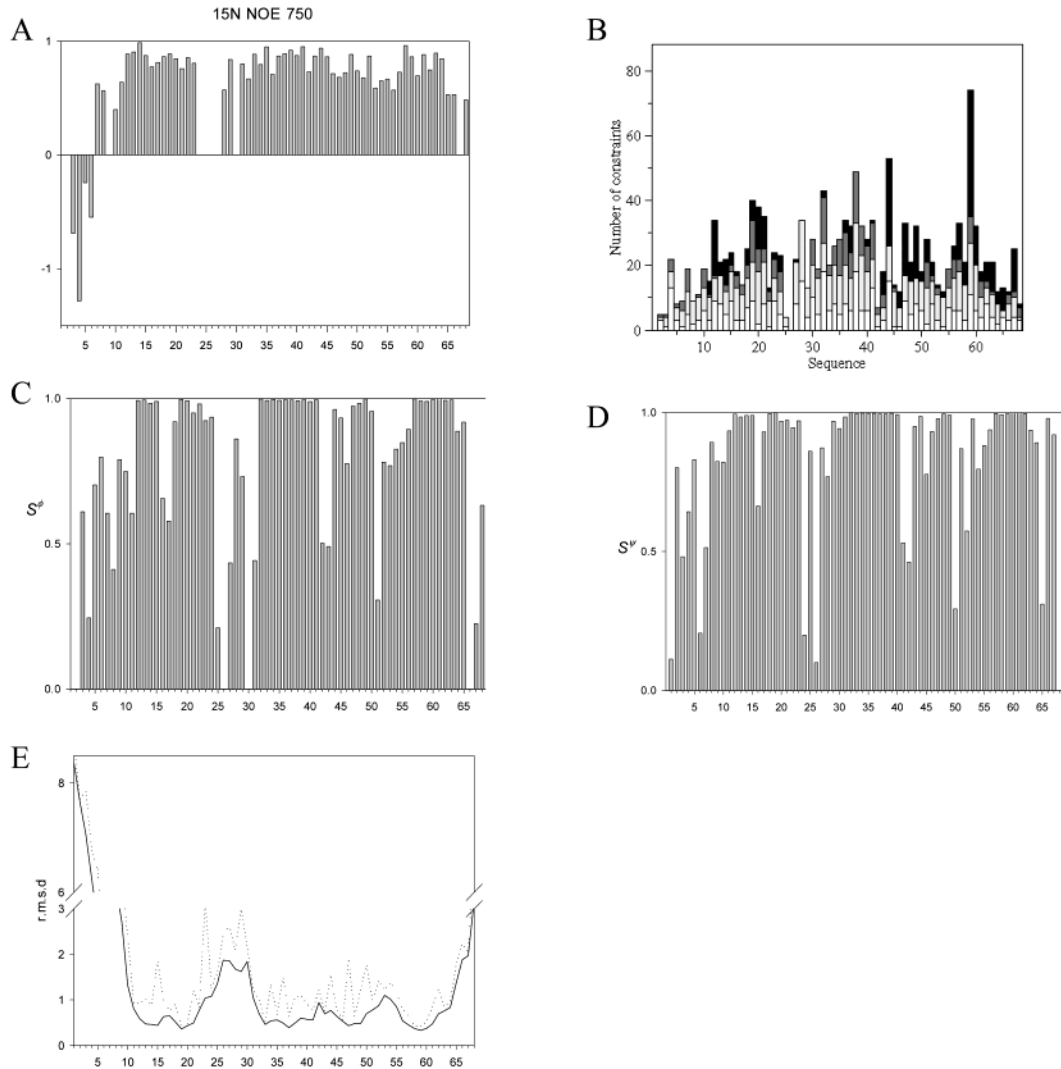 15N NOE 750
A
1
0
-1
5 10 15 20 25 30 35 40 45 50 55 60 65
B
Number of constraints
80
60
40
20
0
10 20 30 40 50 60
Sequence
C
1.0
S^ϕ
0.5
0.0
5 10 15 20 25 30 35 40 45 50 55 60 65
D
1.0
S^ψ
0.5
0.0
5 10 15 20 25 30 35 40 45 50 55 60 65
E
8
6
r.m.s.d
3
2
1
0
5 10 15 20 25 30 35 40 45 50 55 60 65